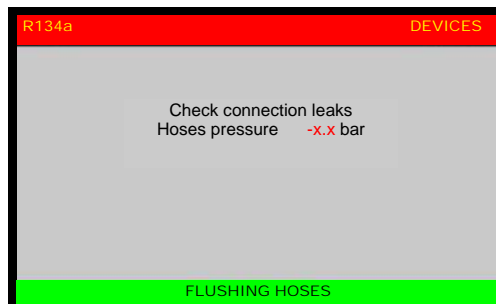 R134a DEVICES
Check connection leaks
Hoses pressure -x.x bar
FLUSHING HOSES